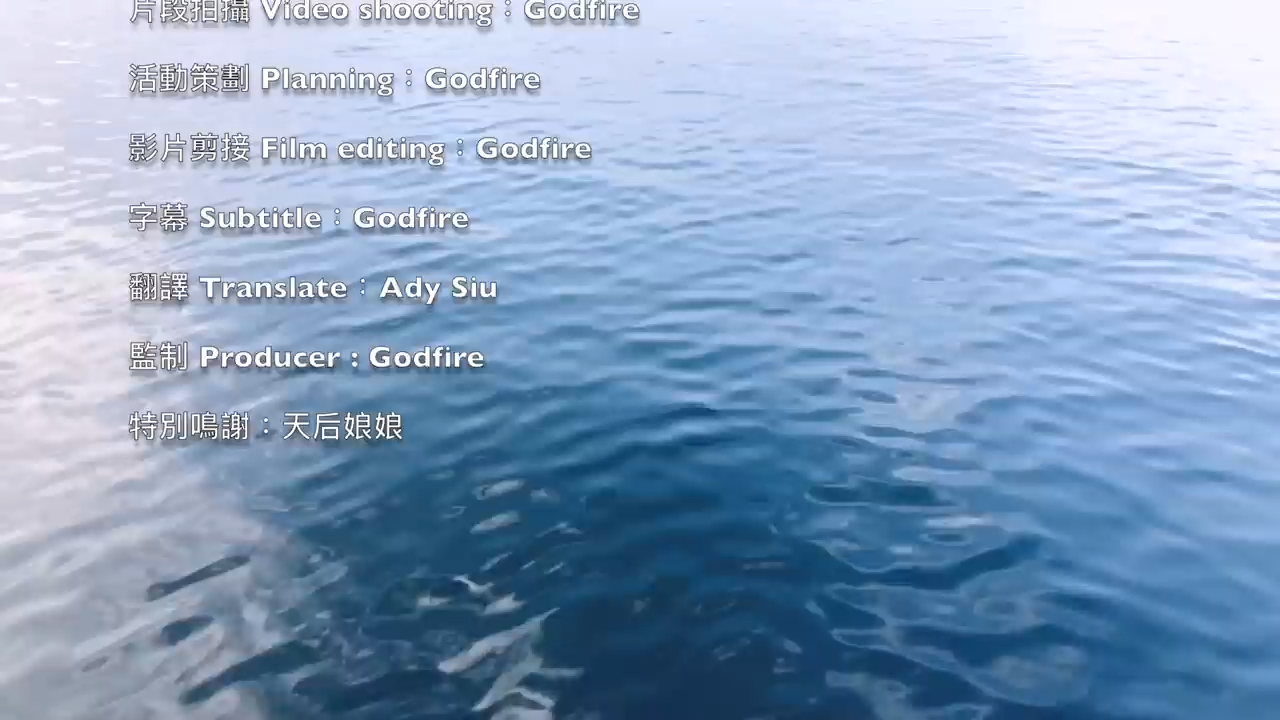 片段拍攝 Video shooting：Godfire
活動策劃 Planning：Godfire
影片剪接 Film editing：Godfire
字幕 Subtitle：Godfire
翻譯 Translate：Ady Siu
監制 Producer : Godfire
特別鳴謝：天后娘娘